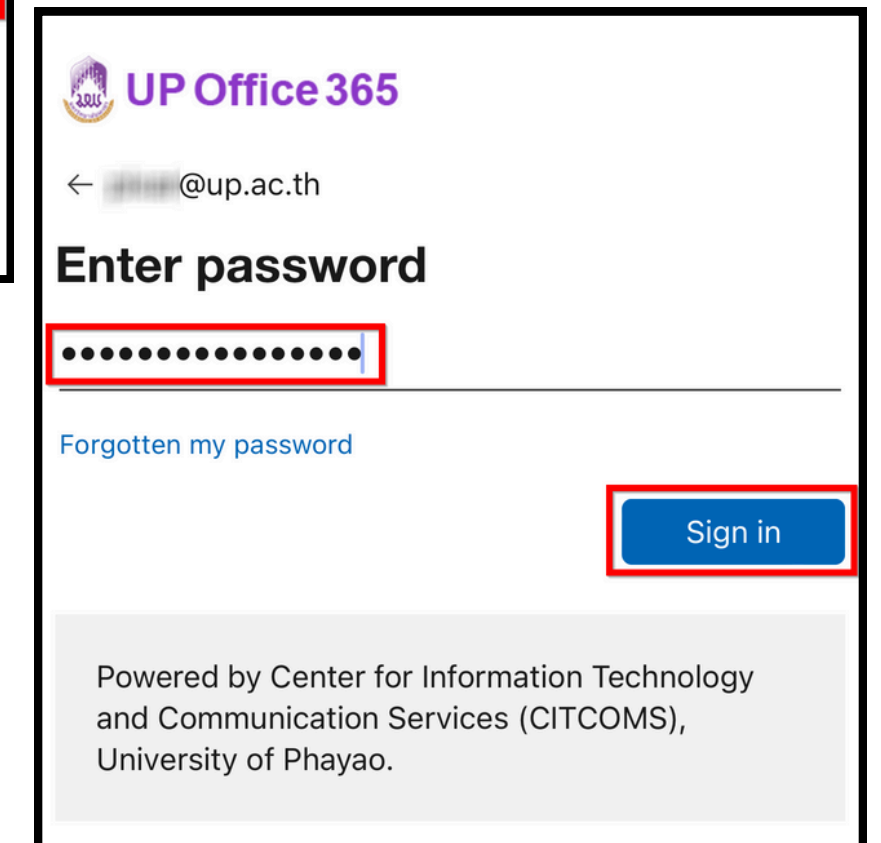 UP Office 365
← @up.ac.th
Enter password
••••••••••••••••
Forgotten my password
Sign in
Powered by Center for Information Technology
and Communication Services (CITCOMS),
University of Phayao.